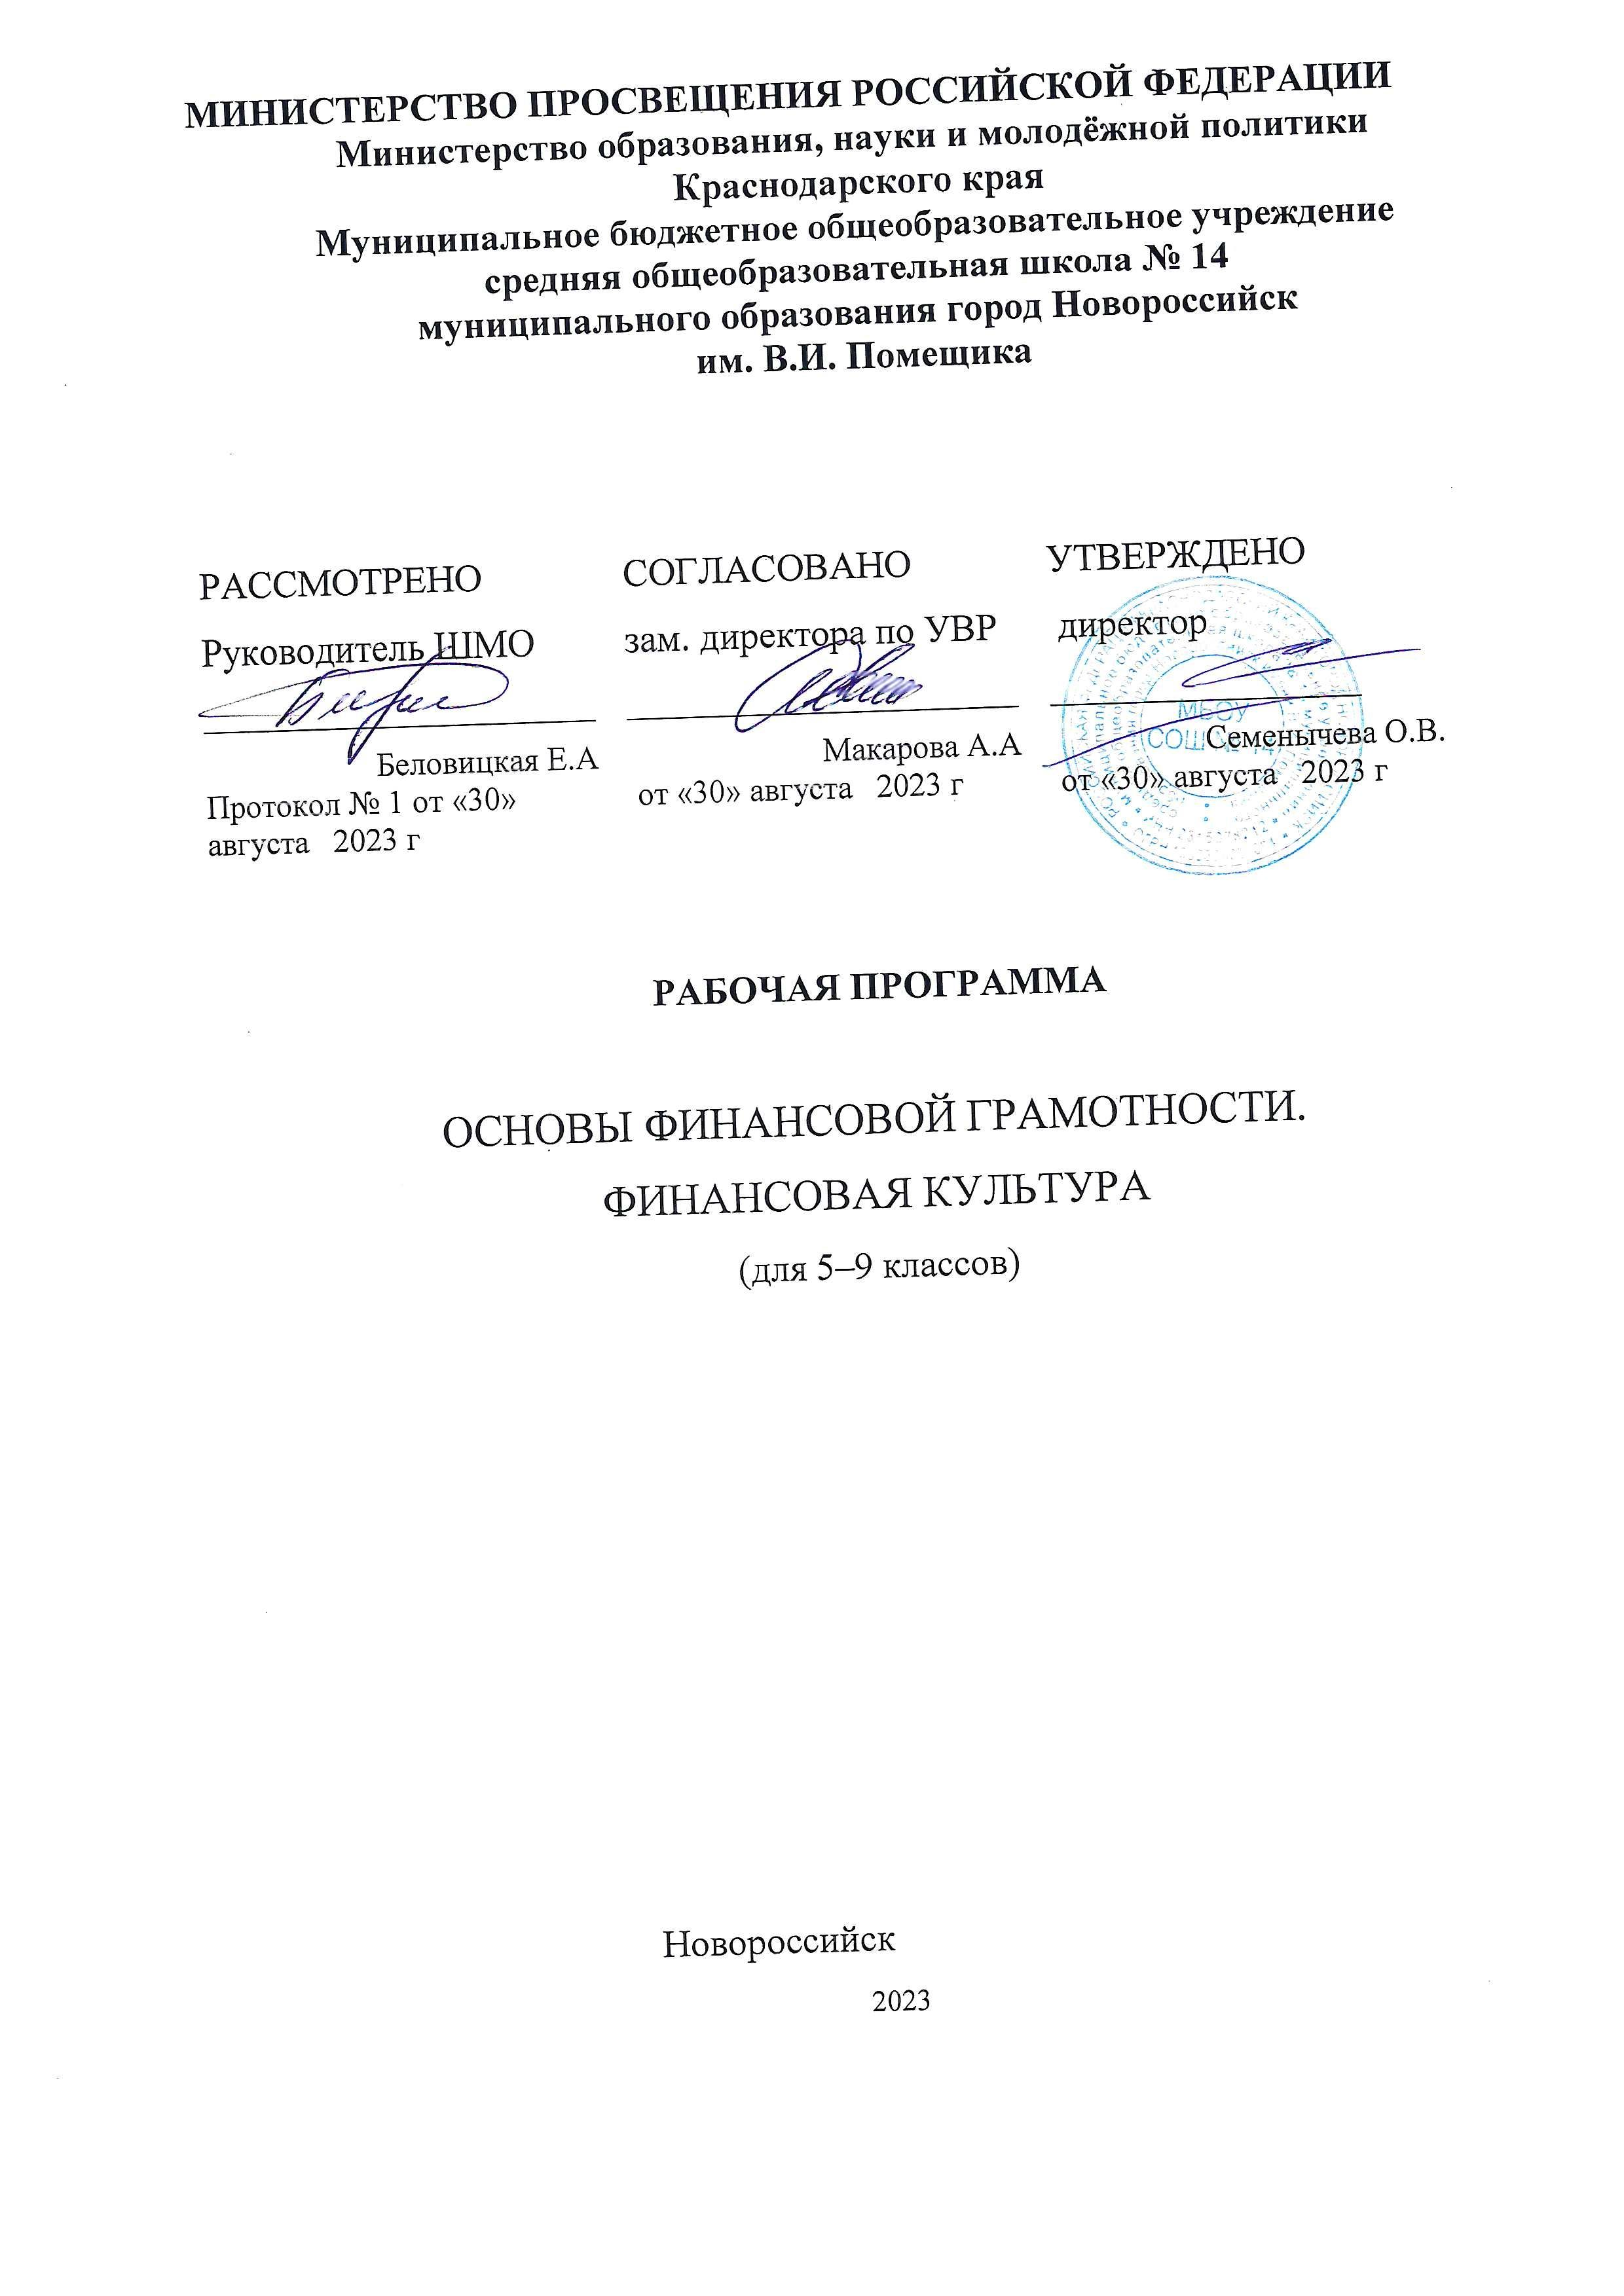 МИНИСТЕРСТВО ПРОСВЕЩЕНИЯ РОССИЙСКОЙ ФЕДЕРАЦИИ
Министерство образования, науки и молодёжной политики
Краснодарского края
Муниципальное бюджетное общеобразовательное учреждение
средняя общеобразовательная школа № 14
муниципального образования город Новороссийск
им. В.И. Помещика
РАССМОТРЕНО
Руководитель ШМО
Беловицкая Е.А
Протокол № 1 от «30»
августа 2023 г
СОГЛАСОВАНО
зам. директора по УВР
Макарова А.А
от «30» августа 2023 г
УТВЕРЖДЕНО
директор
МБОУ
СОШ
Семенычева О.В.
от «30» августа 2023 г
РАБОЧАЯ ПРОГРАММА
ОСНОВЫ ФИНАНСОВОЙ ГРАМОТНОСТИ.
ФИНАНСОВАЯ КУЛЬТУРА
(для 5–9 классов)
Новороссийск
2023